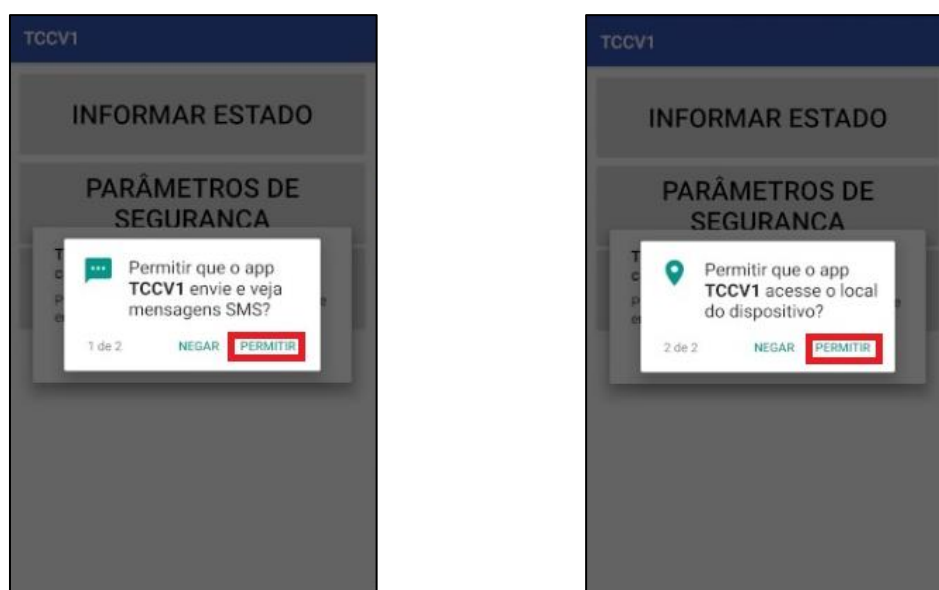 TCCV1
INFORMAR ESTADO
PARÂMETROS DE
SEGURANÇA
Permitir que o app
TCCV1 envie e veja
mensagens SMS?
1 de 2 NEGAR PERMITIR
TCCV1
INFORMAR ESTADO
PARÂMETROS DE
SEGURANÇA
Permitir que o app
TCCV1 acesse o local
do dispositivo?
2 de 2 NEGAR PERMITIR